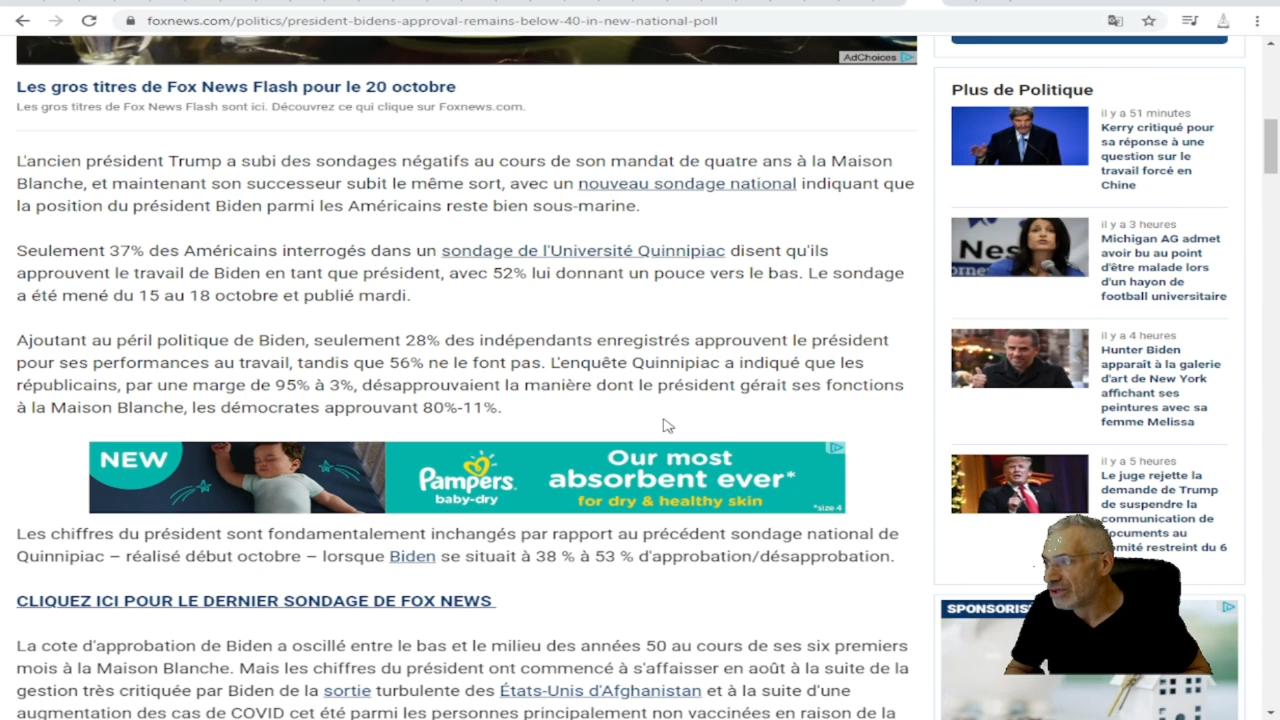 foxnews.com/politics/president-bidens-approval-remains-below-40-in-new-national-poll
AdChoices
Les gros titres de Fox News Flash pour le 20 octobre
Les gros titres de Fox News Flash sont ici. Découvrez ce qui clique sur Foxnews.com.
L'ancien président Trump a subi des sondages négatifs au cours de son mandat de quatre ans à la Maison
Blanche, et maintenant son successeur subit le même sort, avec un nouveau sondage national indiquant que
la position du président Biden parmi les Américains reste bien sous-marine.
Seulement 37% des Américains interrogés dans un sondage de l'Université Quinnipiac disent qu'ils
approuvent le travail de Biden en tant que président, avec 52% lui donnant un pouce vers le bas. Le sondage
a été mené du 15 au 18 octobre et publié mardi.
Ajoutant au péril politique de Biden, seulement 28% des indépendants enregistrés approuvent le président
pour ses performances au travail, tandis que 56% ne le font pas. L'enquête Quinnipiac a indiqué que les
républicains, par une marge de 95% à 3%, désapprouvaient la manière dont le président gérait ses fonctions
à la Maison Blanche, les démocrates approuvant 80%-11%.
NEW
Pampers.
baby-dry
Our most
absorbent ever*
for dry & healthy skin
*size 4
Les chiffres du président sont fondamentalement inchangés par rapport au précédent sondage national de
Quinnipiac – réalisé début octobre – lorsque Biden se situait à 38 % à 53 % d'approbation/désapprobation.
CLIQUEZ ICI POUR LE DERNIER SONDAGE DE FOX NEWS
La cote d'approbation de Biden a oscillé entre le bas et le milieu des années 50 au cours de ses six premiers
mois à la Maison Blanche. Mais les chiffres du président ont commencé à s'affaisser en août à la suite de la
gestion très critiquée par Biden de la sortie turbulente des États-Unis d'Afghanistan et à la suite d'une
augmentation des cas de COVID cet été parmi les personnes principalement non vaccinées en raison de la
Plus de Politique
il y a 51 minutes
Kerry critiqué pour
sa réponse à une
question sur le
travail forcé en
Chine
Nes
il y a 3 heures
Michigan AG admet
avoir bu au point
d'être malade lors
d'un hayon de
football universitaire
il y a 4 heures
Hunter Biden
apparaît à la galerie
d'art de New York
affichant ses
peintures avec sa
femme Melissa
il y a 5 heures
Le juge rejette la
demande de Trump
de suspendre la
communication de
documents au
comité restreint du 6
SPONSORIS